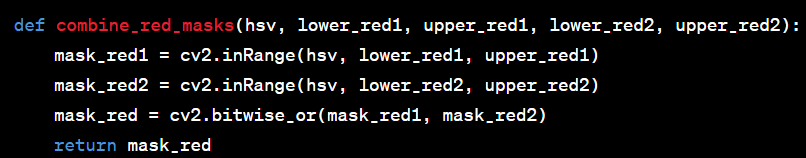 def combine_red_masks(hsv, lower_red1, upper_red1, lower_red2, upper_red2):
    mask_red1 = cv2.inRange(hsv, lower_red1, upper_red1)
    mask_red2 = cv2.inRange(hsv, lower_red2, upper_red2)
    mask_red = cv2.bitwise_or(mask_red1, mask_red2)
    return mask_red